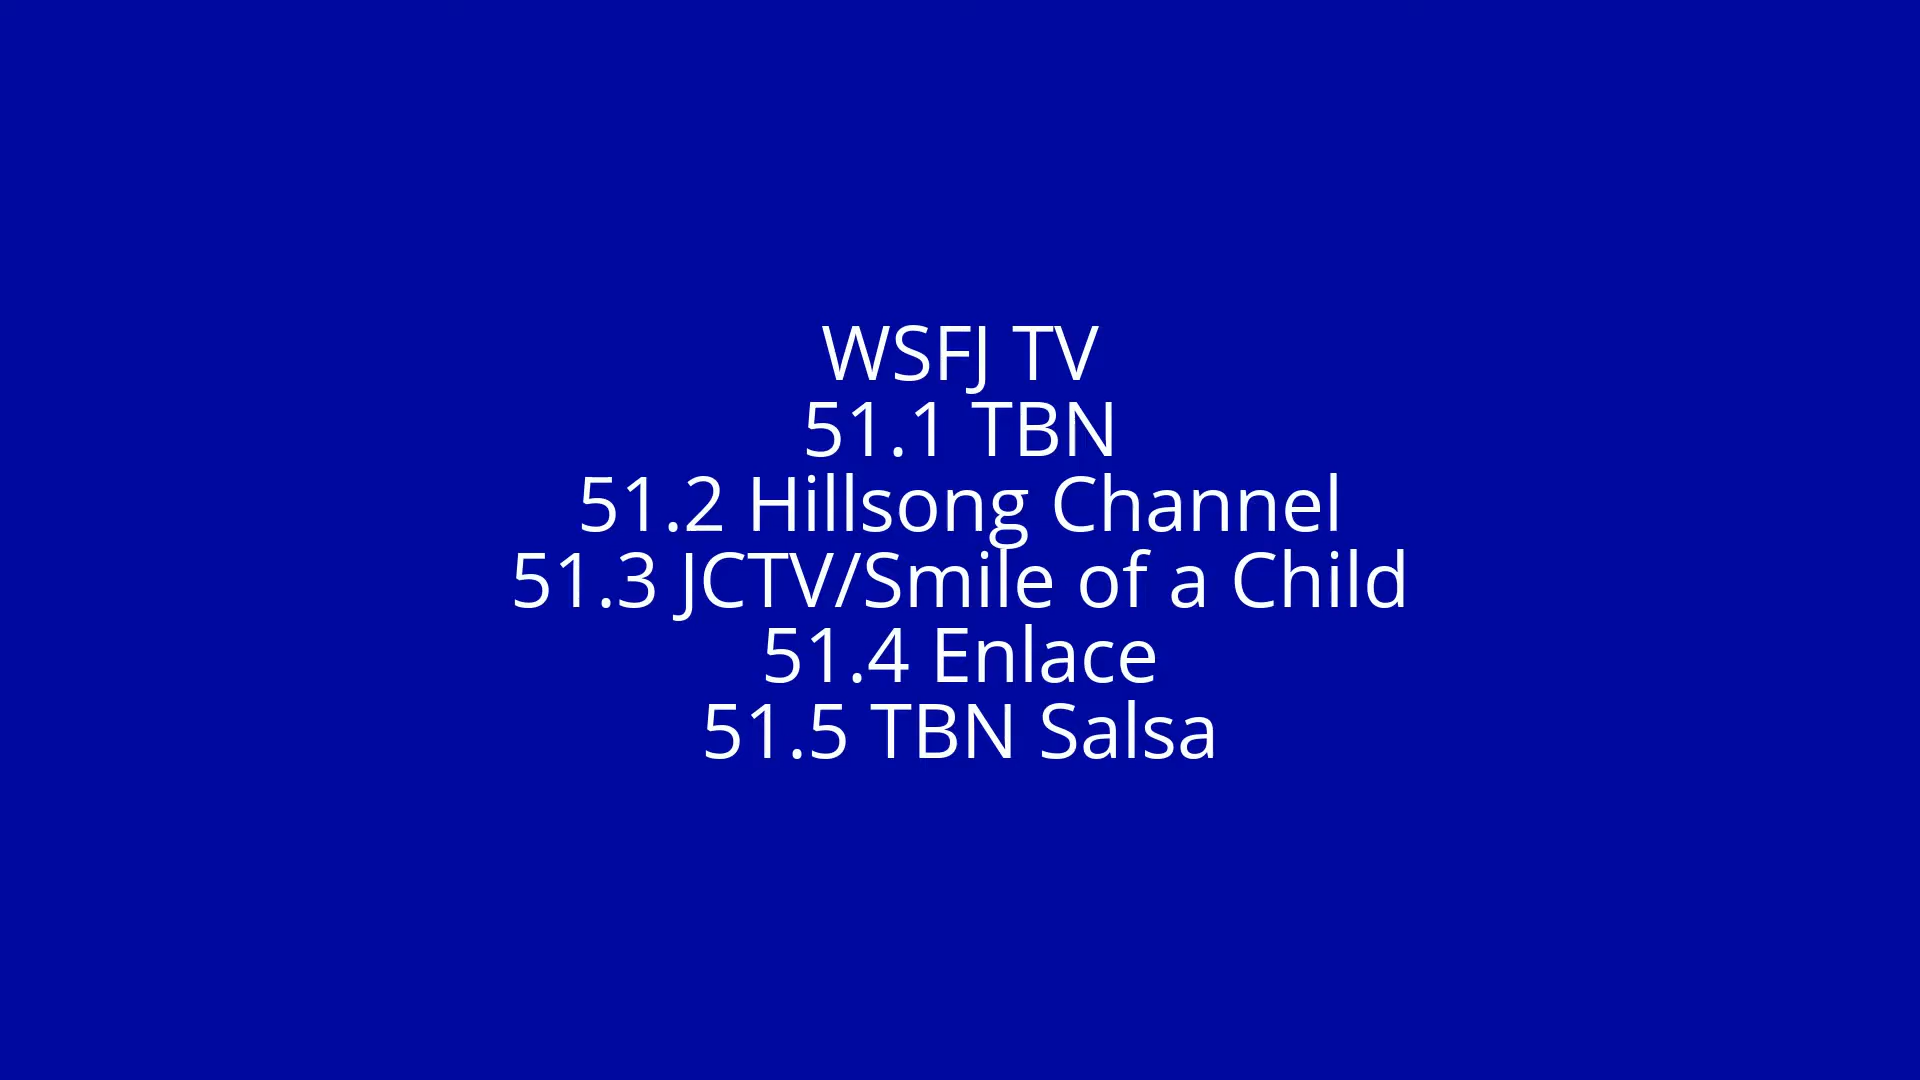 WSFJ TV
51.1 TBN
51.2 Hillsong Channel
51.3 JCTV/Smile of a Child
51.4 Enlace
51.5 TBN Salsa